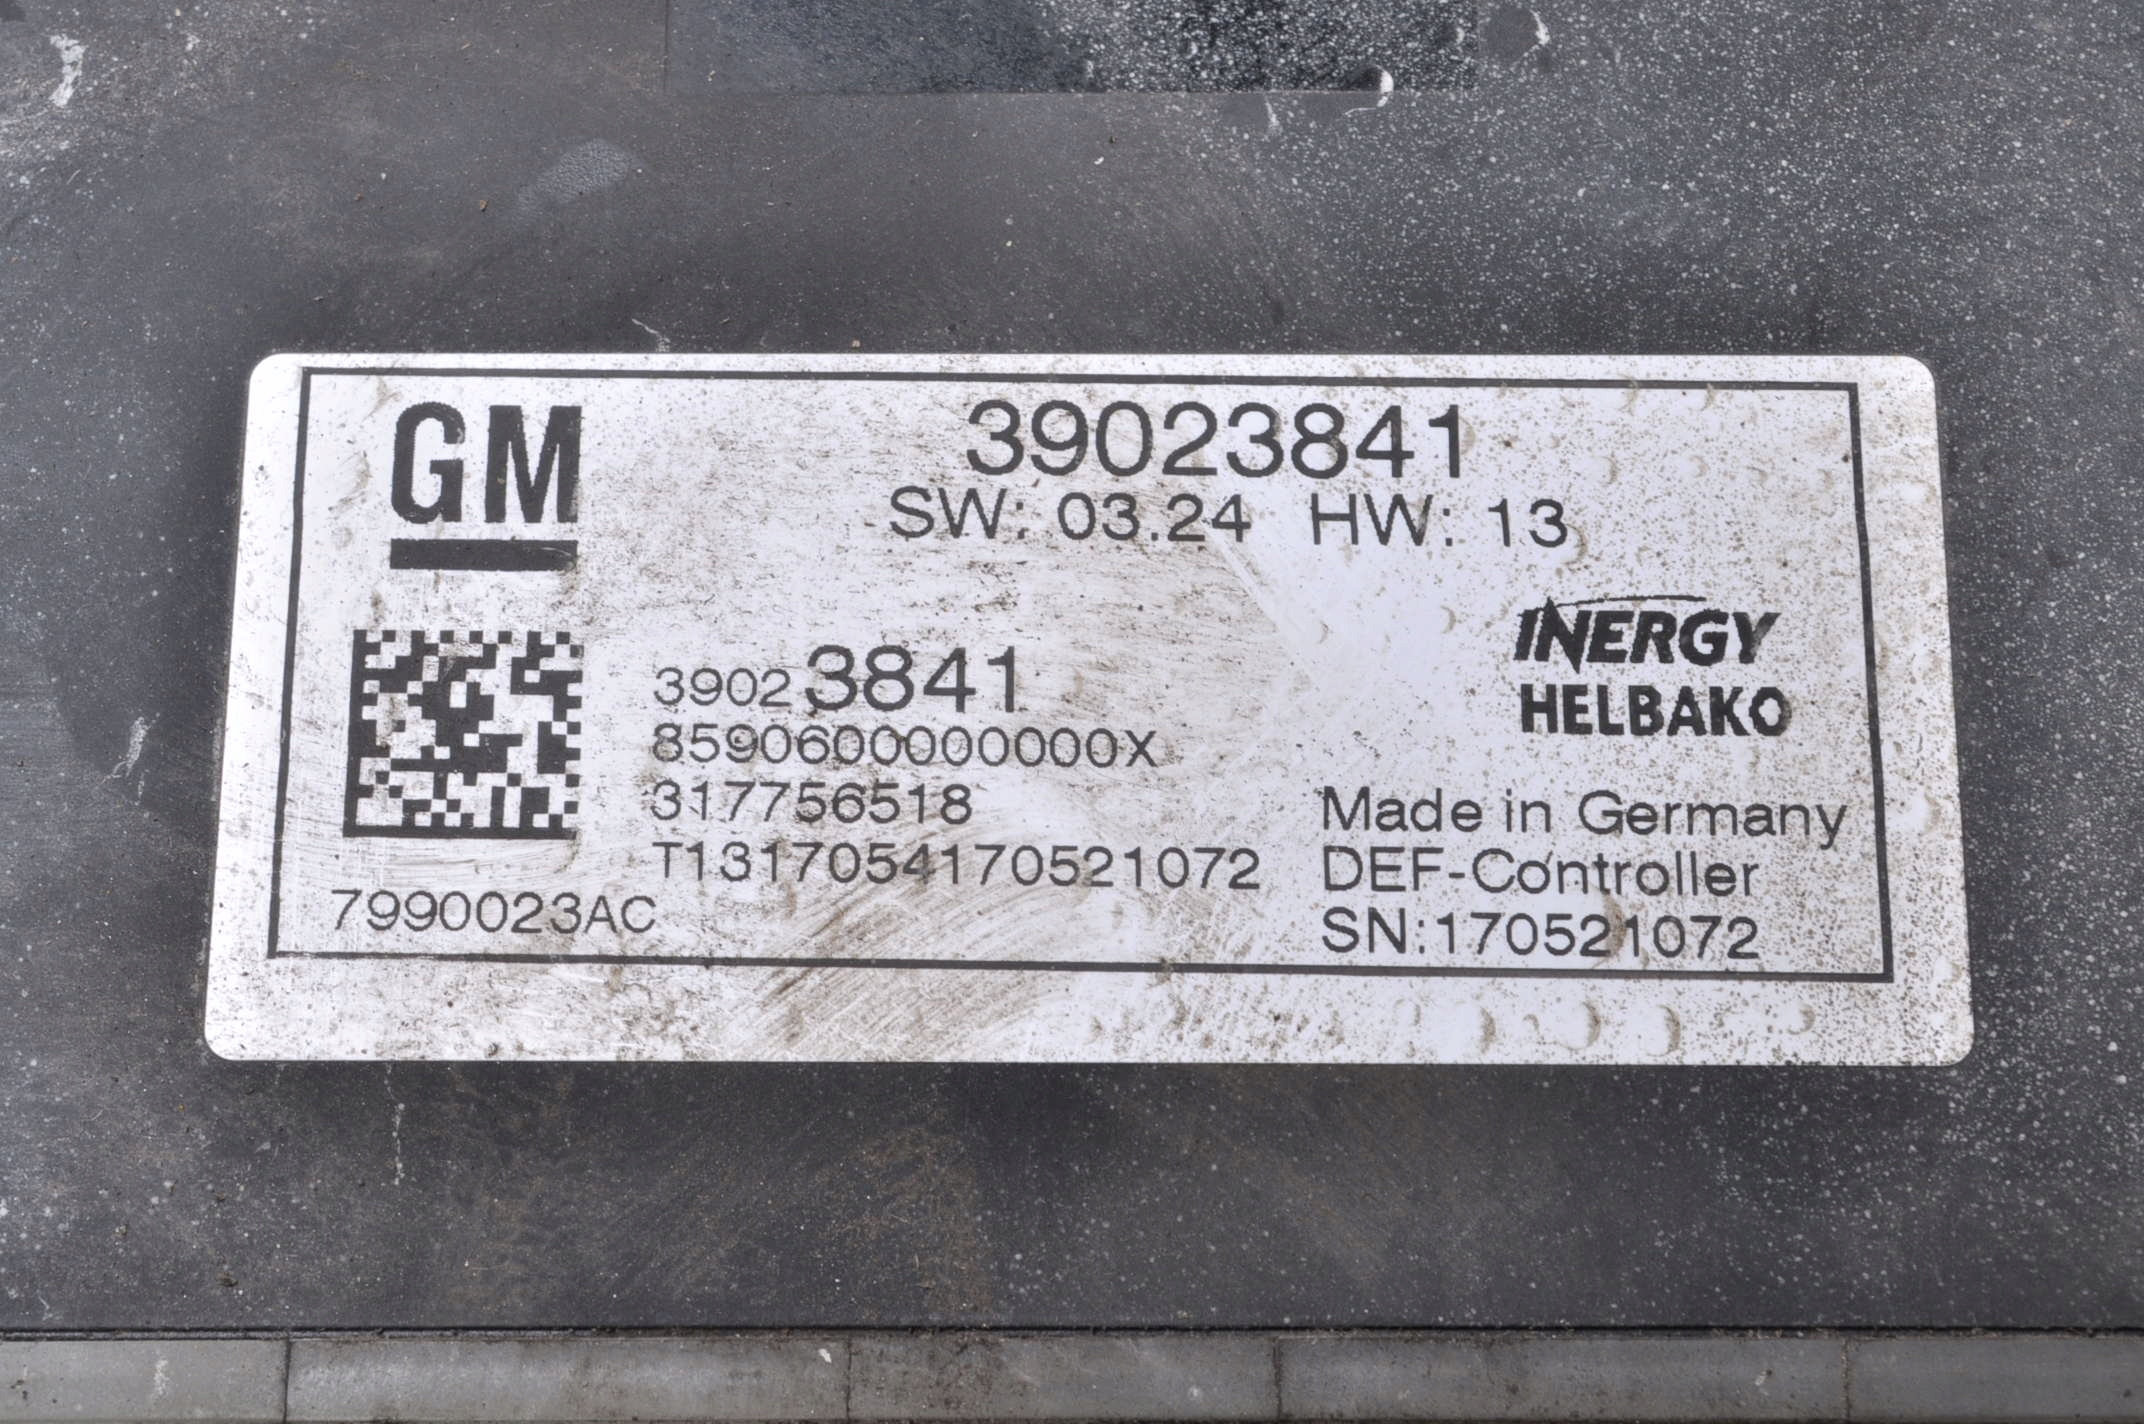 GM
39023841
SW: 03.24 HW: 13
INERGY
HELBAKO
39023841
8590600000000X
317756518
T1317054170521072
7990023AC
Made in Germany
DEF-Controller
SN:170521072